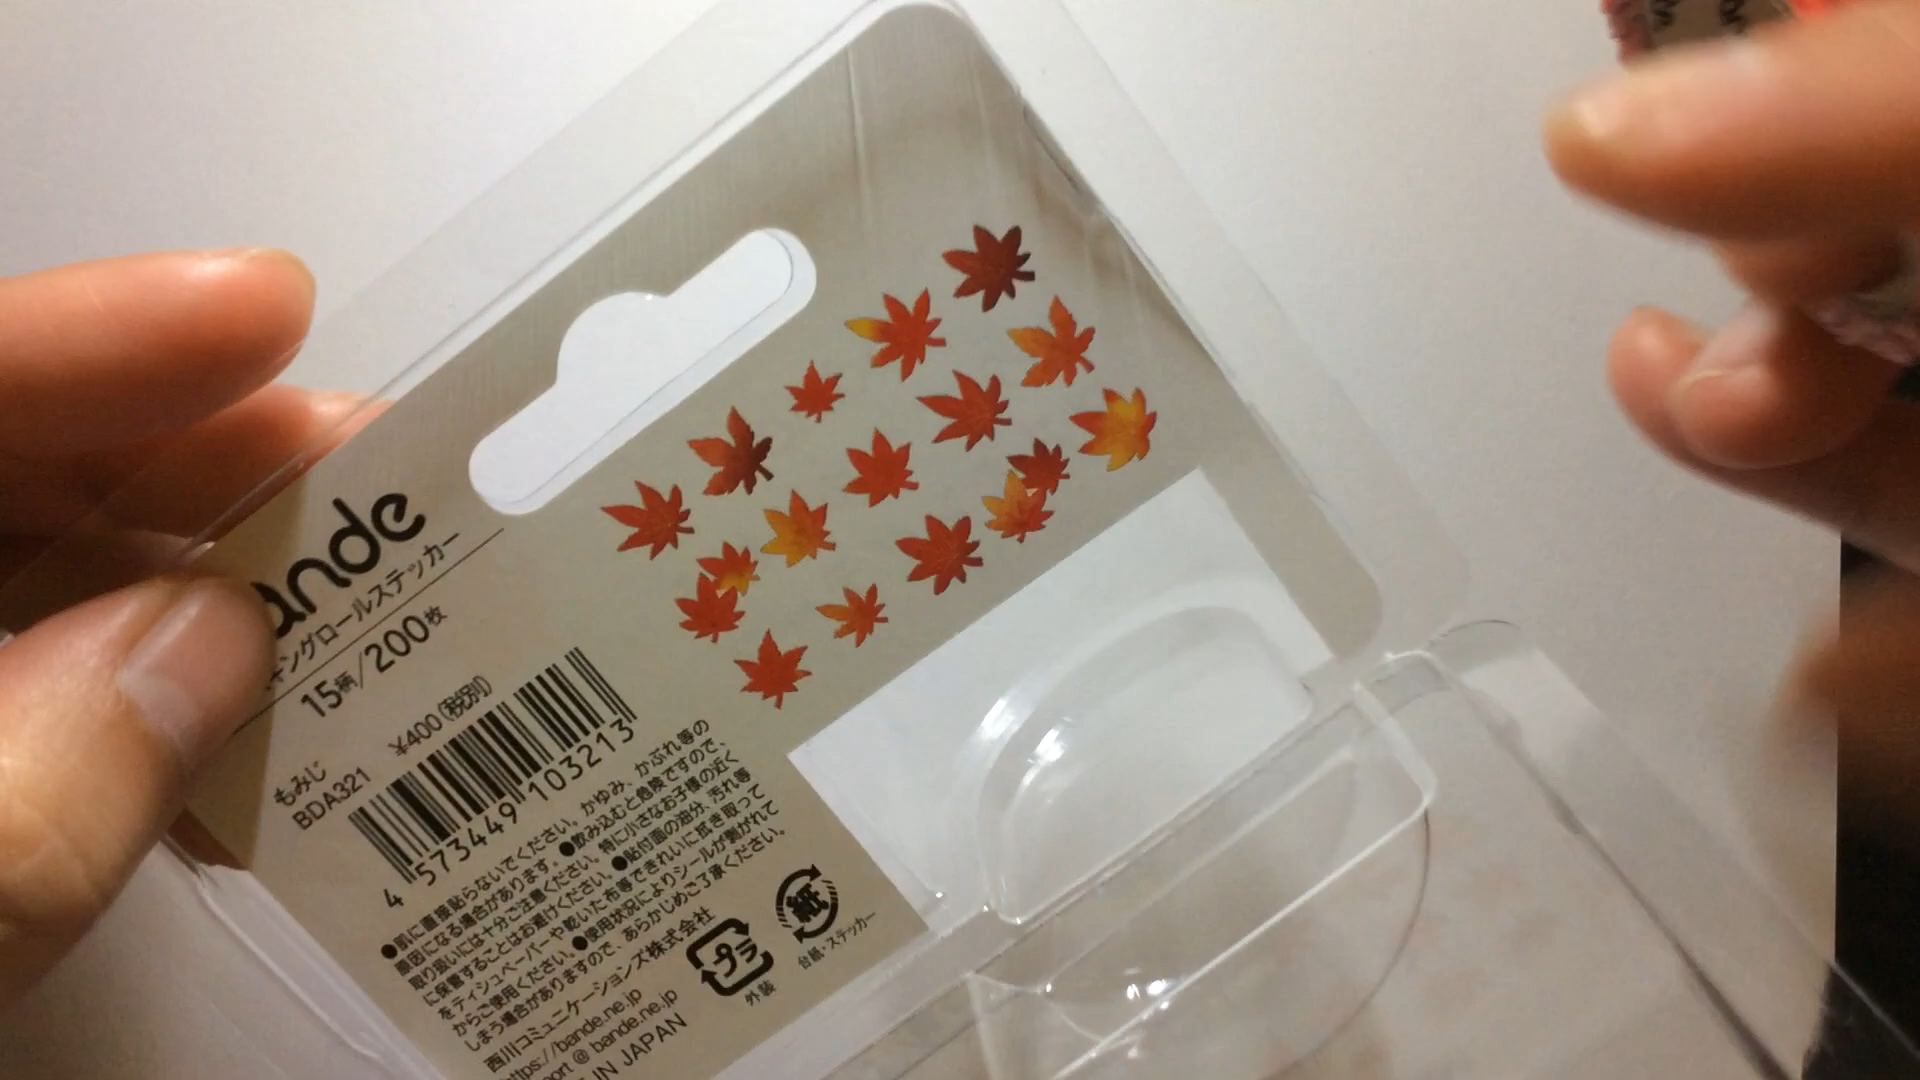 bande
キングロールステッカー
15柄/200枚
もみじ
BDA321
¥400(税別)
4 573449 103213
●肌に直接貼らないでください。かゆみ、かぶれ等の
原因になる場合があります。●飲み込むと危険ですので、
取り扱いには十分ご注意ください。特に小さなお子様の近く
に保管することはお避けください。●貼付面の油分、汚れ等
をティシュペーパーや乾いた布等できれいに拭き取って
からご使用ください。●使用状況によりシールが剥がれて
しまう場合がありますので、あらかじめご了承ください。
西川コミュニケーションズ株式会社
https://bande.ne.jp
port @ bande.ne.jp
IN JAPAN
プラ
外装
紙
台紙・ステッカー